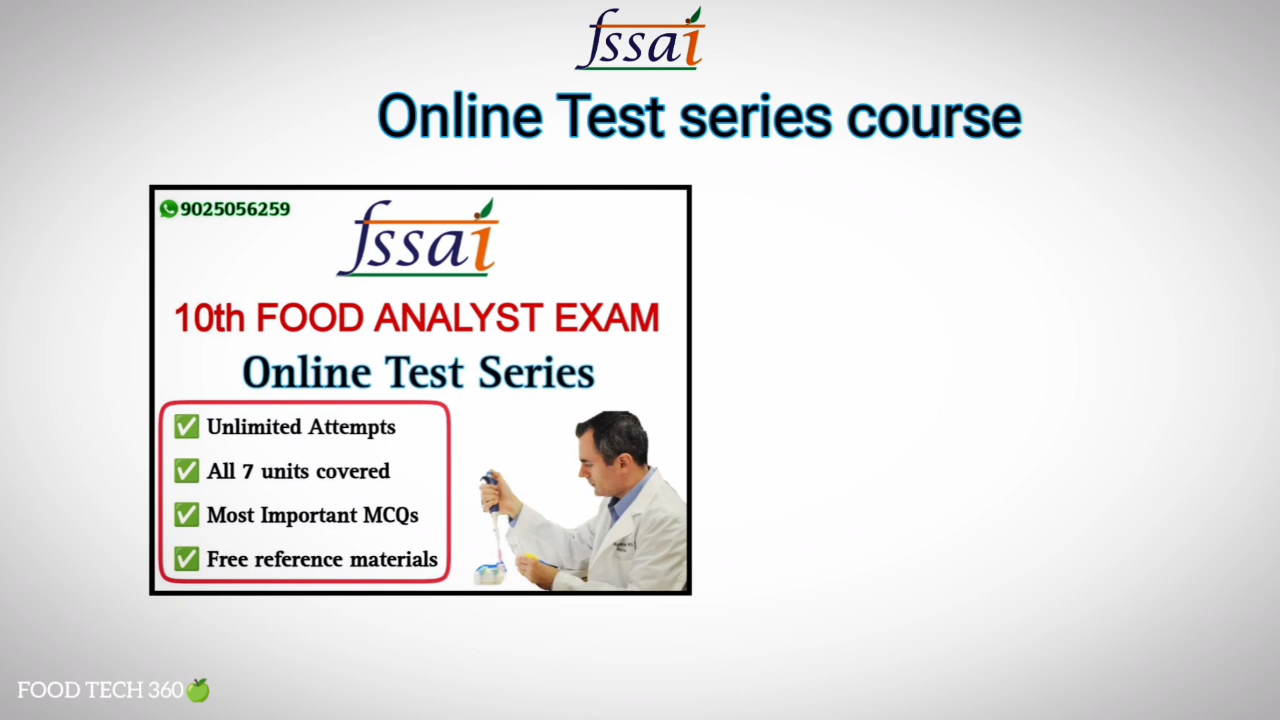 fssai
Online Test series course
9025056259
fssai
10th FOOD ANALYST EXAM
Online Test Series
✅ Unlimited Attempts
✅ All 7 units covered
✅ Most Important MCQs
✅ Free reference materials
FOOD TECH 360🍏